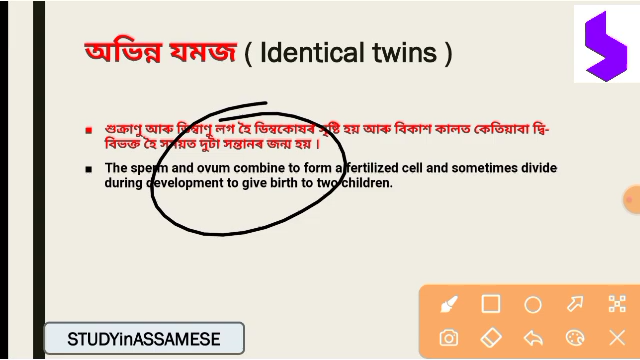 অভিন্ন যমজ ( Identical twins )
শুক্ৰাণু আৰু ডিম্বাণু লগ হৈ ডিম্বকোষৰ সৃষ্টি হয় আৰু বিকাশ কালত কেতিয়াবা দ্বি-
বিভক্ত হৈ সময়ত দুটা সন্তানৰ জন্ম হয় ।
The sperm and ovum combine to form a fertilized cell and sometimes divide
during development to give birth to two children.
STUDYinASSAMESE